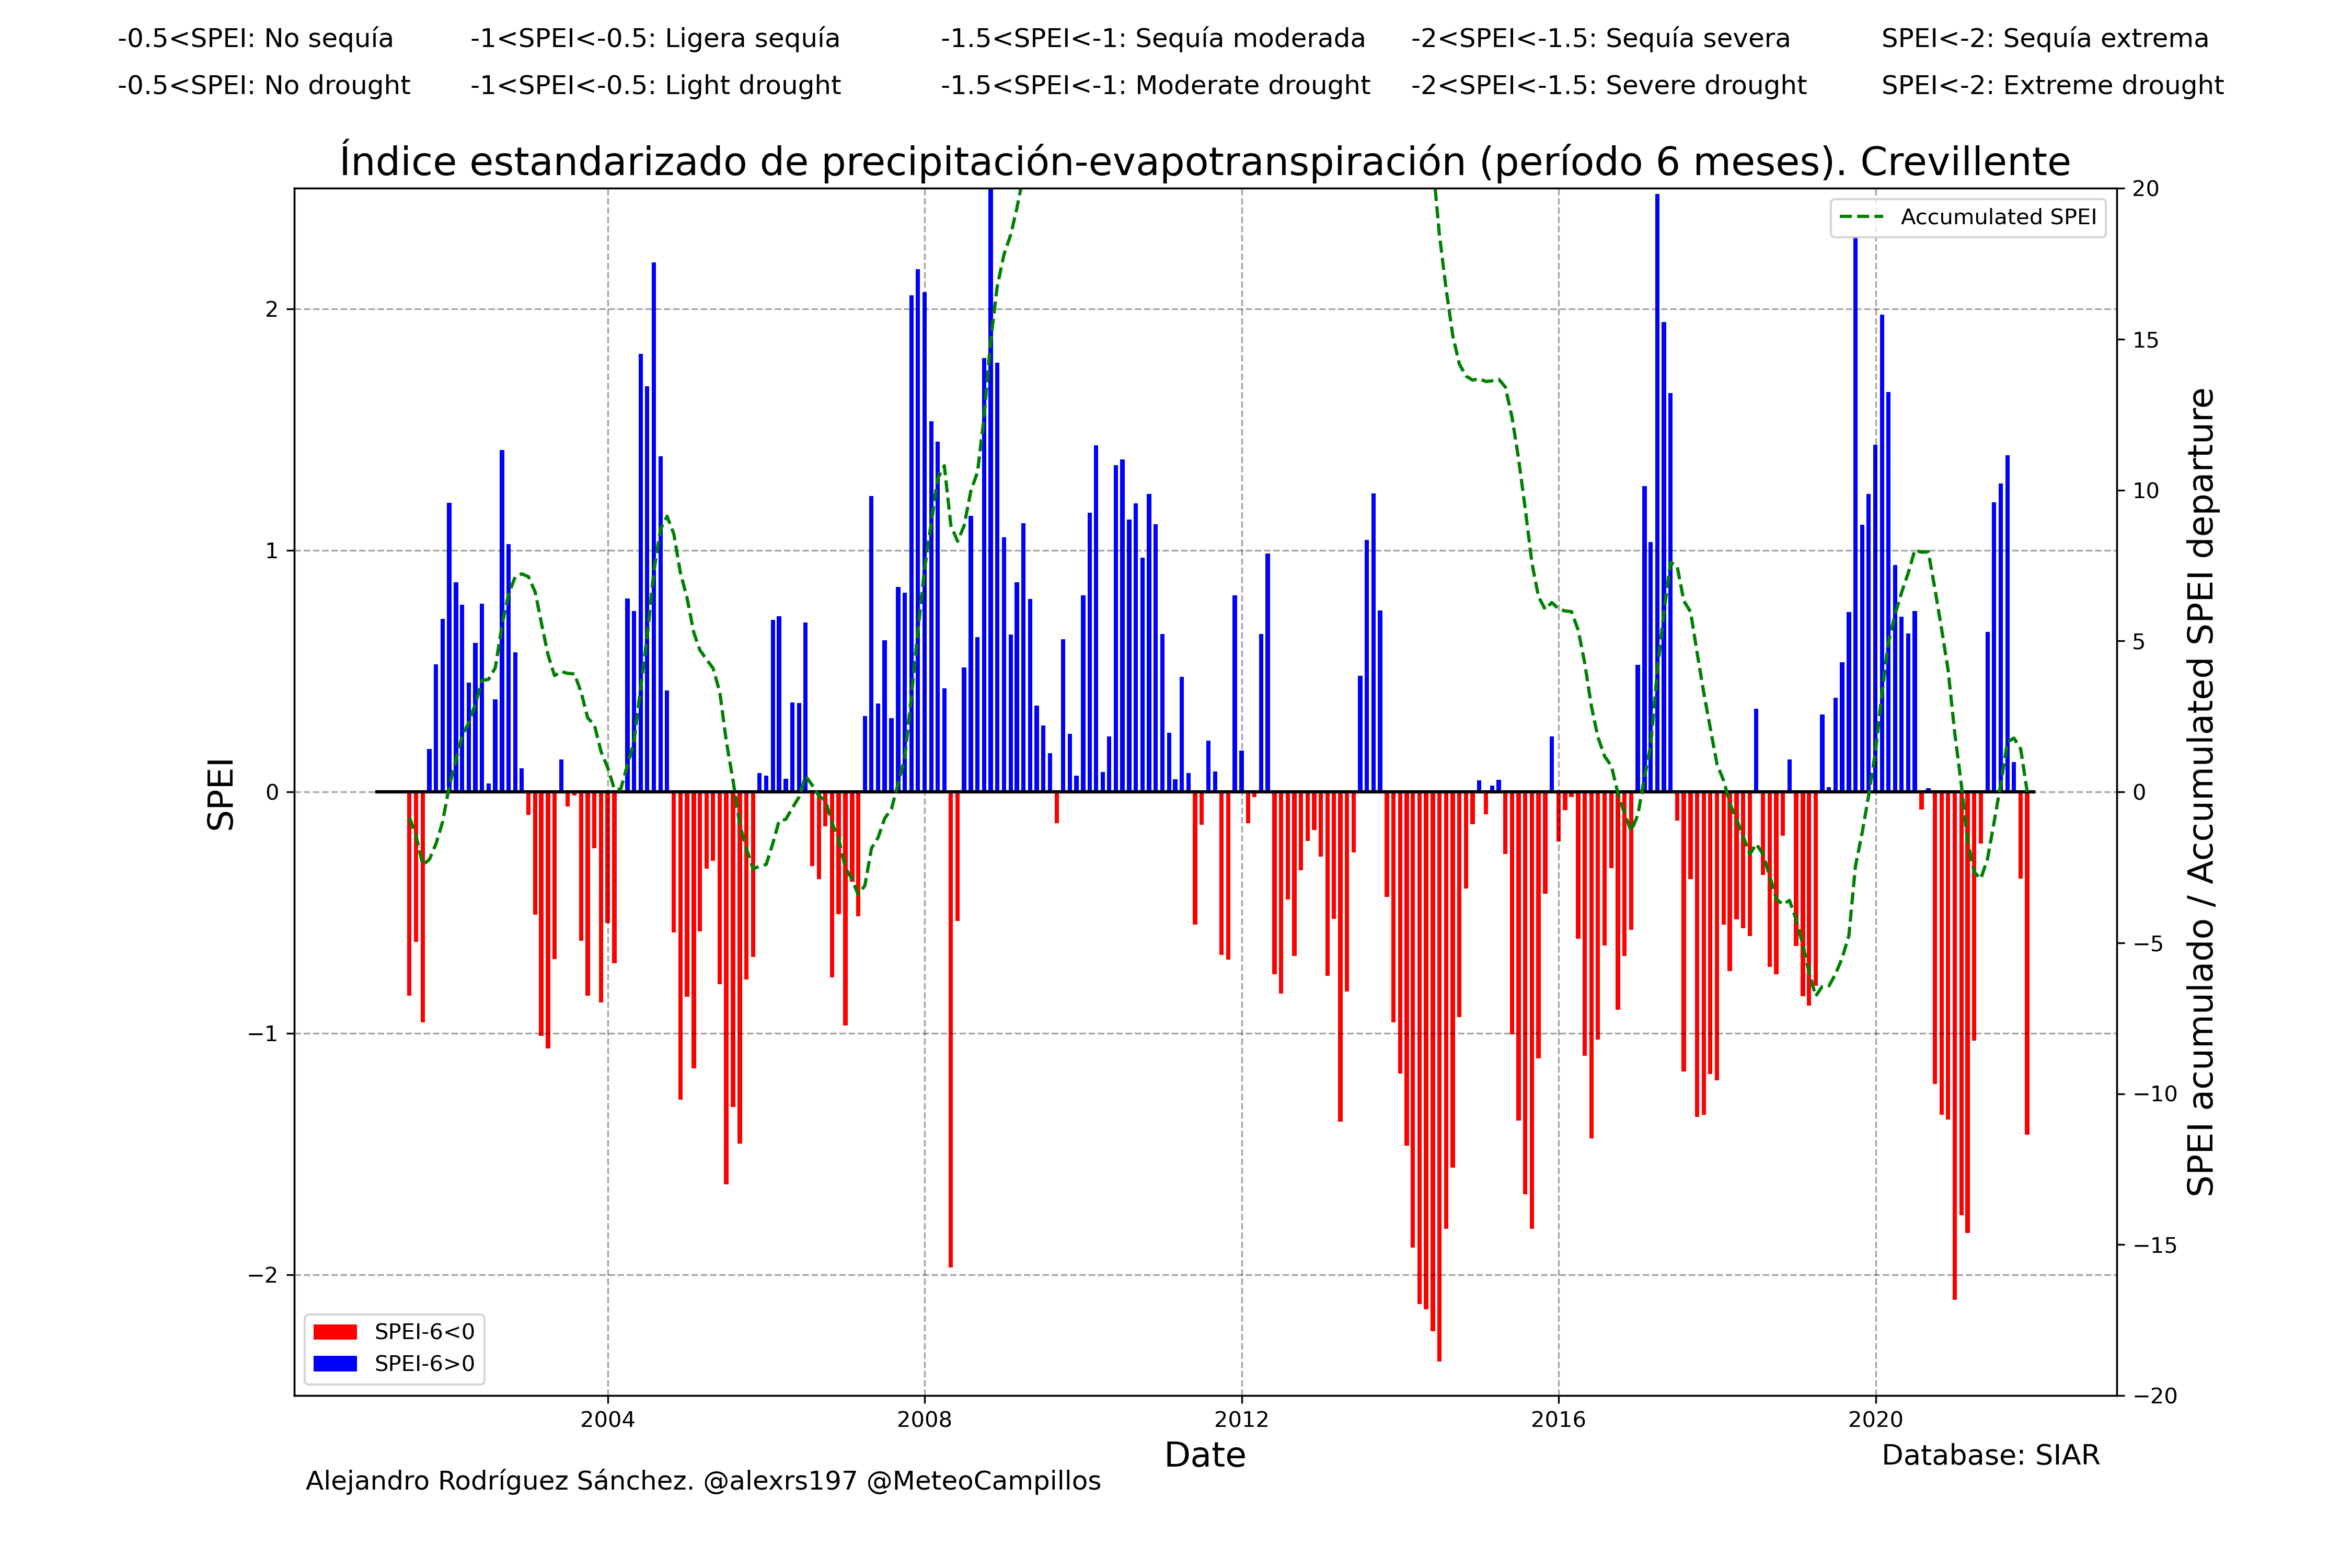 -0.5<SPEI: No sequía -1<SPEI<-0.5: Ligera sequía -1.5<SPEI<-1: Sequía moderada -2<SPEI<-1.5: Sequía severa SPEI<-2: Sequía extrema
-0.5<SPEI: No drought -1<SPEI<-0.5: Light drought -1.5<SPEI<-1: Moderate drought -2<SPEI<-1.5: Severe drought SPEI<-2: Extreme drought
Índice estandarizado de precipitación-evapotranspiración (período 6 meses). Crevillente
Accumulated SPEI
SPEI
2
1
0
−1
−2
20
15
10
5
0
−5
−10
−15
−20
SPEI acumulado / Accumulated SPEI departure
SPEI-6<0
SPEI-6>0
2004 2008 2012 2016 2020
Date
Database: SIAR
Alejandro Rodríguez Sánchez. @alexrs197 @MeteoCampillos